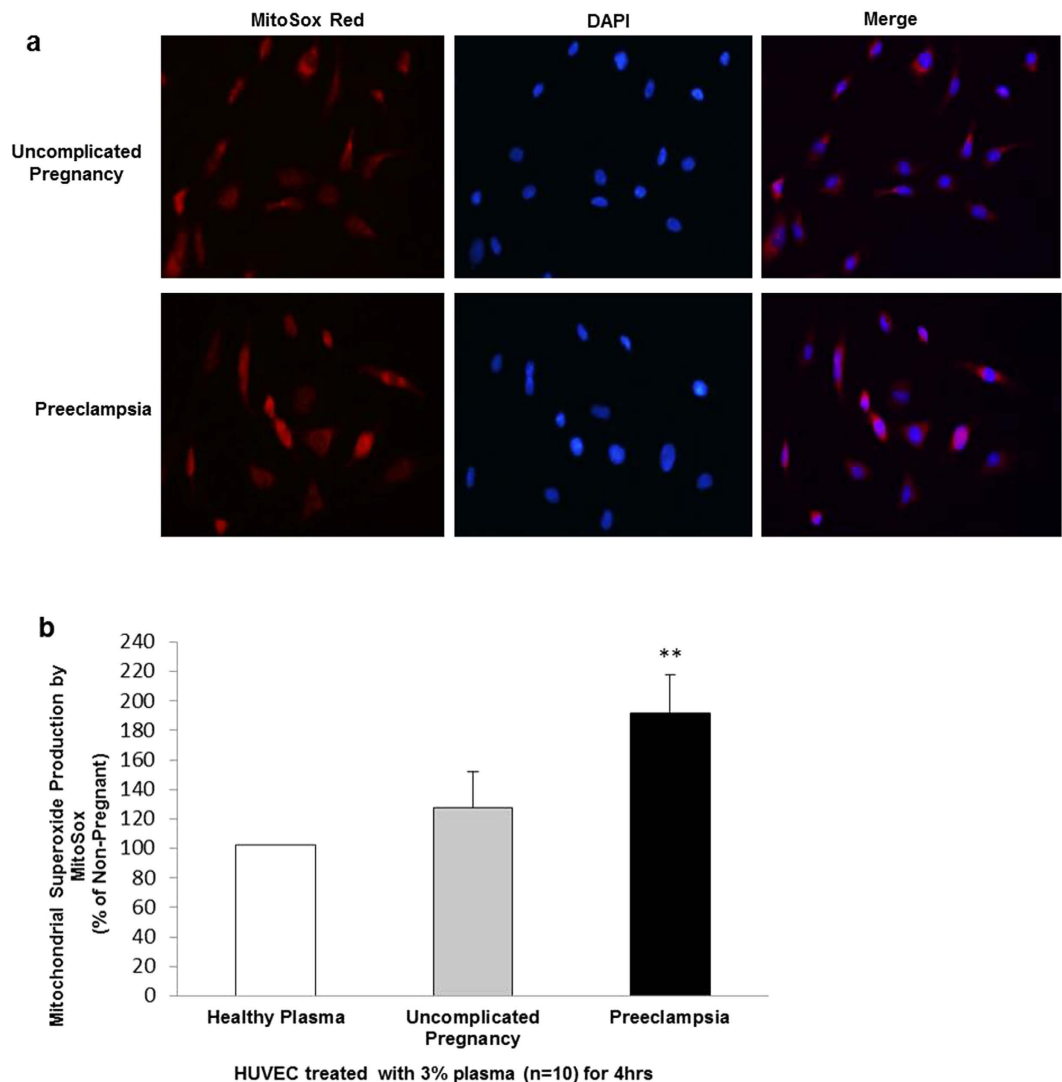 a
MitoSox Red
DAPI
Merge
Uncomplicated
Pregnancy
Preeclampsia
b
Mitochondrial Superoxide Production by
MitoSox
(% of Non-Pregnant)
240
220
200
180
160
140
120
100
80
60
40
20
0
**
Healthy Plasma
Uncomplicated
Pregnancy
Preeclampsia
HUVEC treated with 3% plasma (n=10) for 4hrs